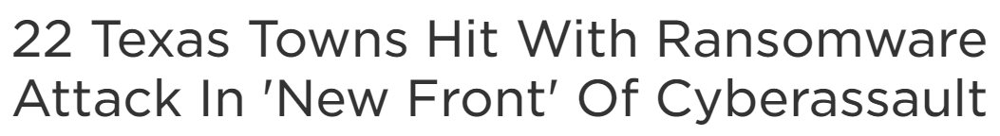 22 Texas Towns Hit With Ransomware
Attack In 'New Front' Of Cyberassault